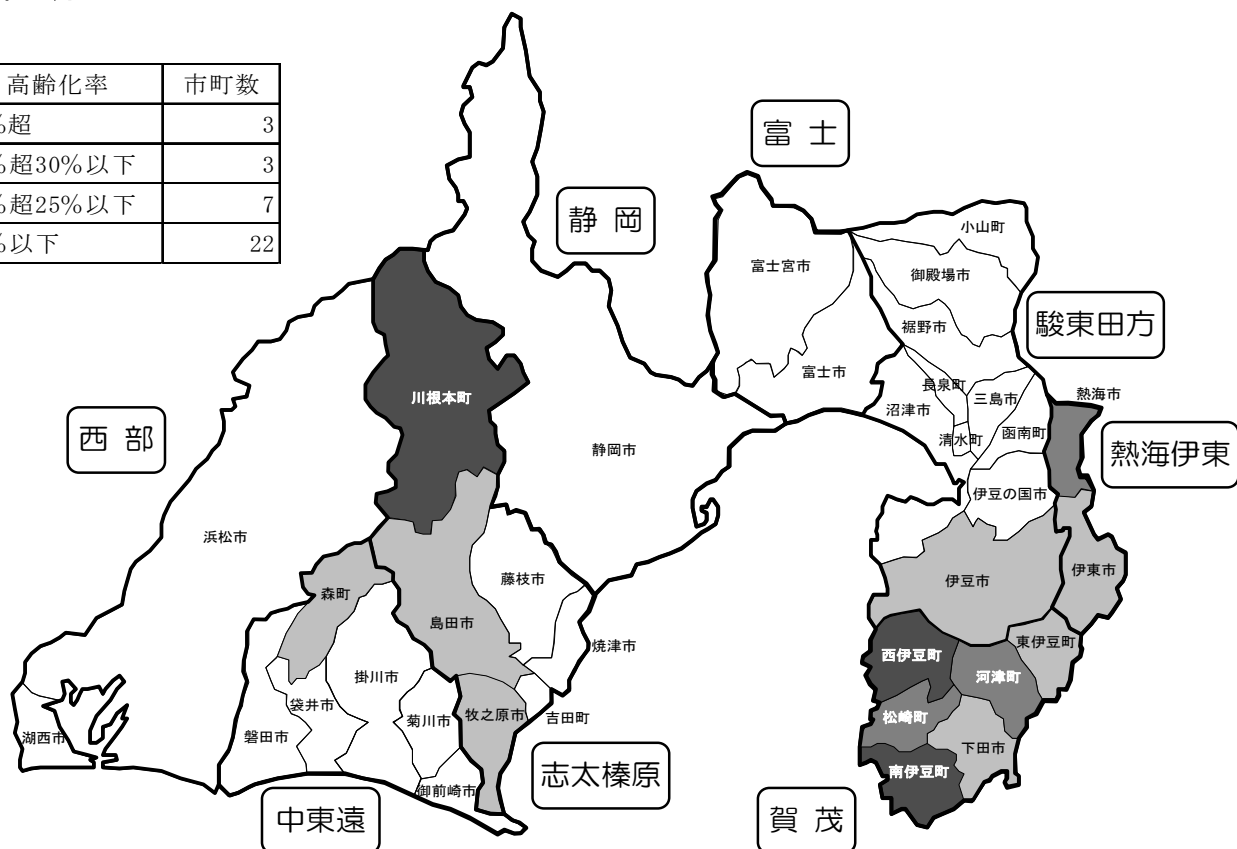 高齢化率 市町数
%超 3
%超30%以下 3
%超25%以下 7
%以下 22
富士
静岡
小山町
富士宮市
御殿場市
駿東田方
裾野市
富士市
長泉町
川根本町
沼津市
三島市
熱海市
西部
清水町
函南町
熱海伊東
静岡市
伊豆の国市
浜松市
藤枝市
伊豆市
伊東市
森町
島田市
焼津市
東伊豆町
西伊豆町
掛川市
河津町
袋井市
菊川市
牧之原市
吉田町
松崎町
湖西市
磐田市
下田市
志太榛原
南伊豆町
御前崎市
中東遠
賀茂